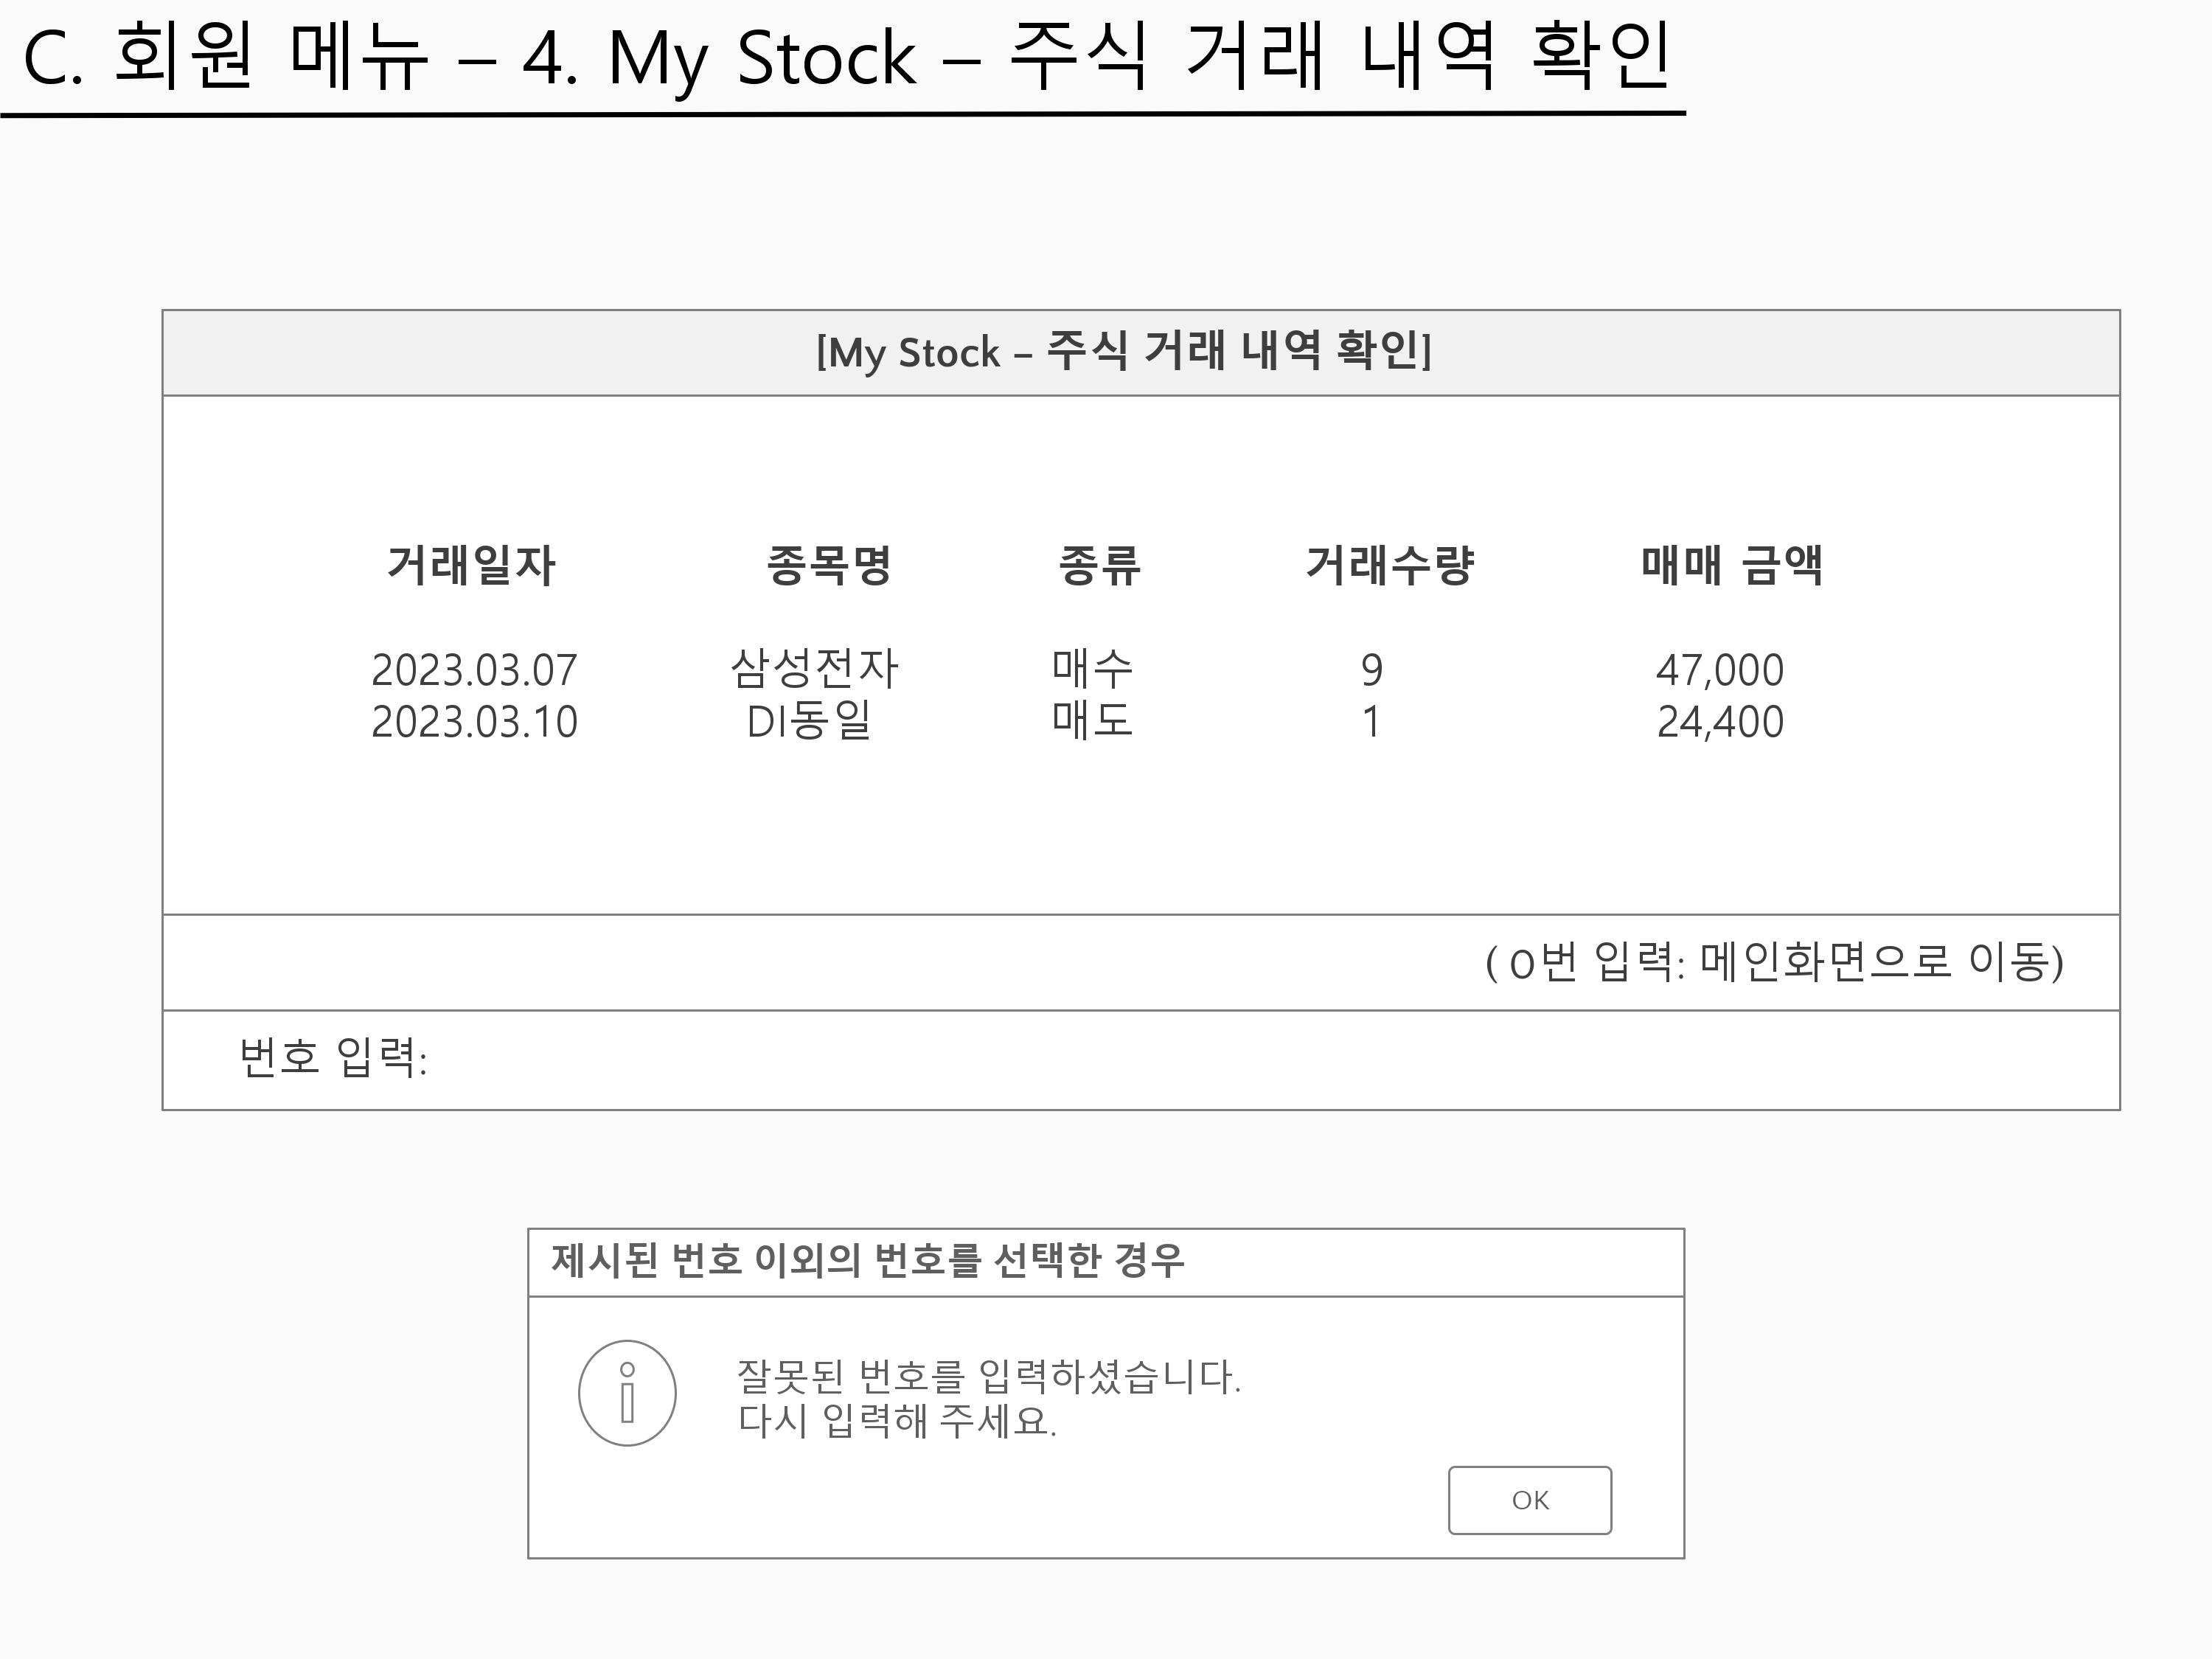 C. 회원 메뉴 – 4. My Stock – 주식 거래 내역 확인
[My Stock – 주식 거래 내역 확인]
거래일자 종목명 종류 거래수량 매매 금액
2023.03.07 삼성전자 매수 9 47,000
2023.03.10 DI동일 매도 1 24,400
( 0번 입력: 메인화면으로 이동)
번호 입력:
제시된 번호 이외의 번호를 선택한 경우
i
잘못된 번호를 입력하셨습니다.
다시 입력해 주세요.
OK